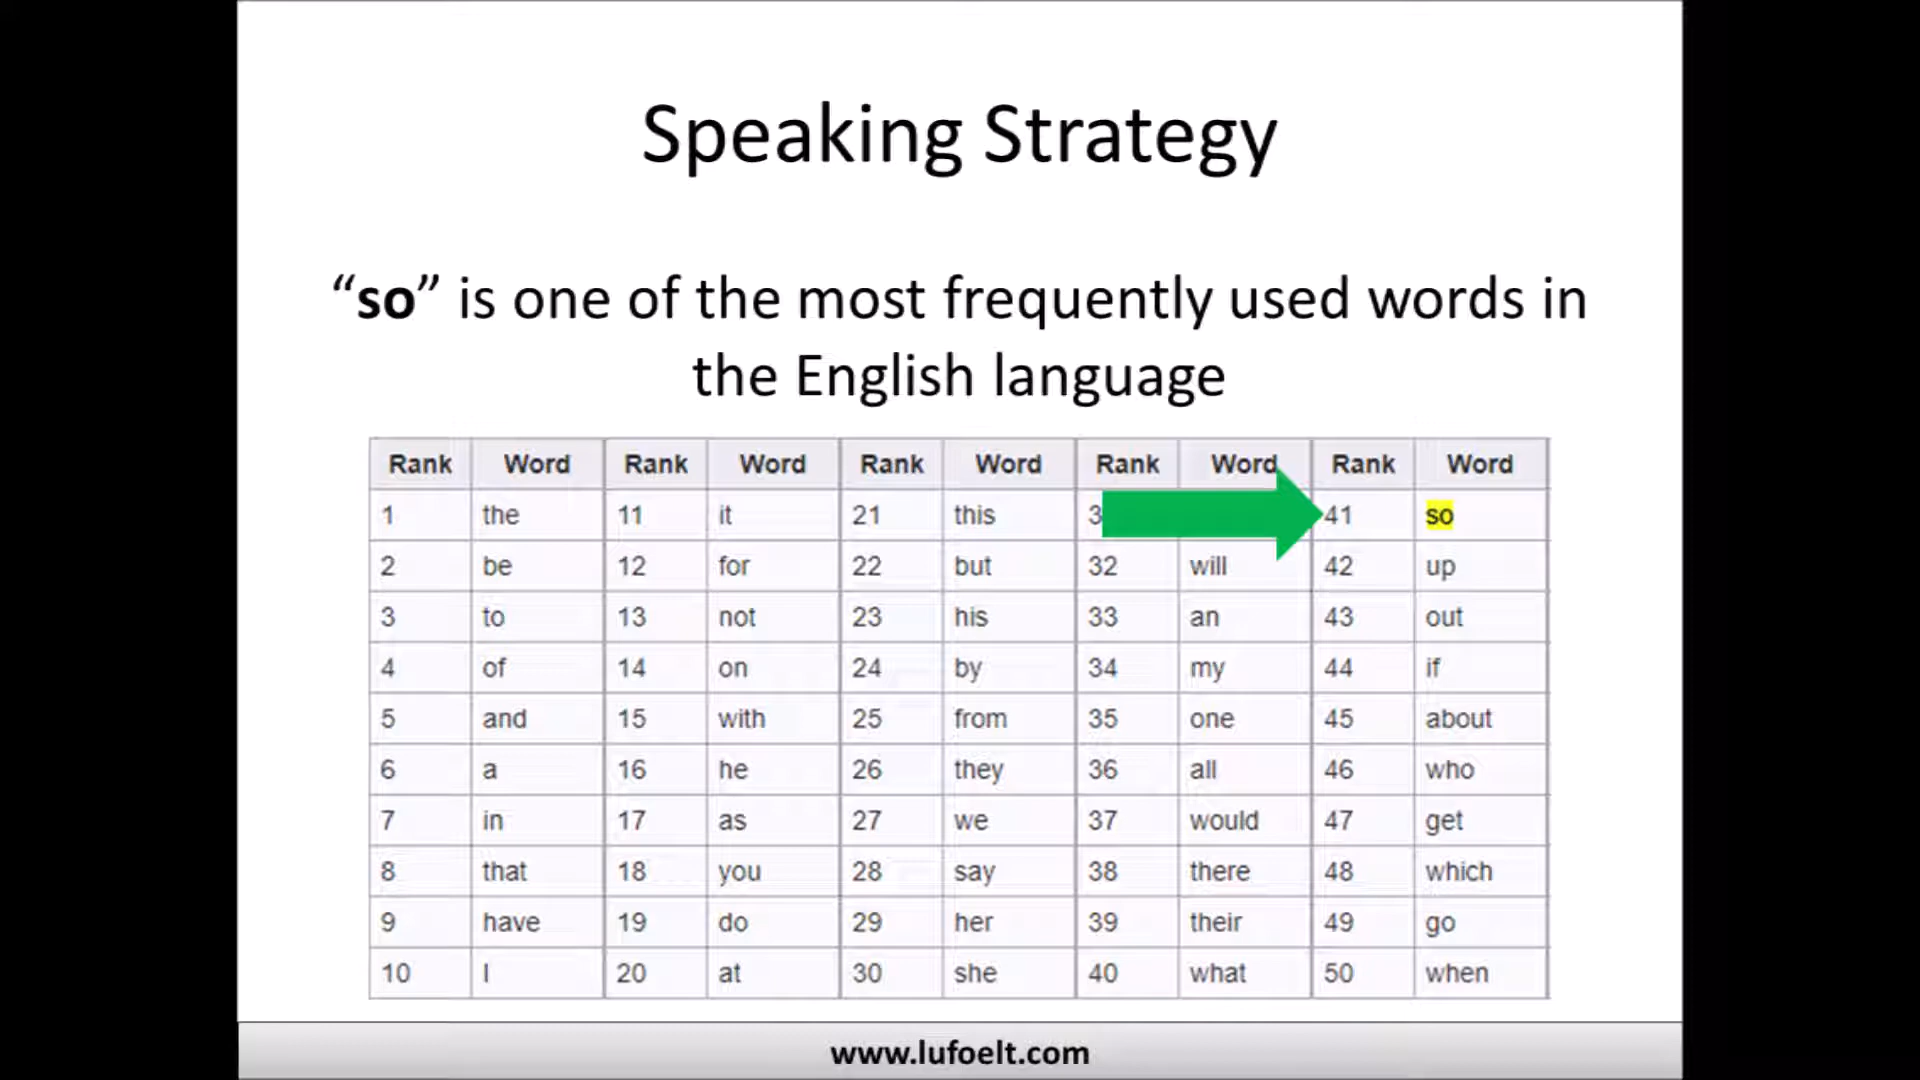 Speaking Strategy
“so” is one of the most frequently used words in
the English language
Rank Word Rank Word Rank Word Rank Word Rank Word
1 the 11 it 21 this 3 41 so
2 be 12 for 22 but 32 will 42 up
3 to 13 not 23 his 33 an 43 out
4 of 14 on 24 by 34 my 44 if
5 and 15 with 25 from 35 one 45 about
6 a 16 he 26 they 36 all 46 who
7 in 17 as 27 we 37 would 47 get
8 that 18 you 28 say 38 there 48 which
9 have 19 do 29 her 39 their 49 go
10 I 20 at 30 she 40 what 50 when
www.lufoelt.com